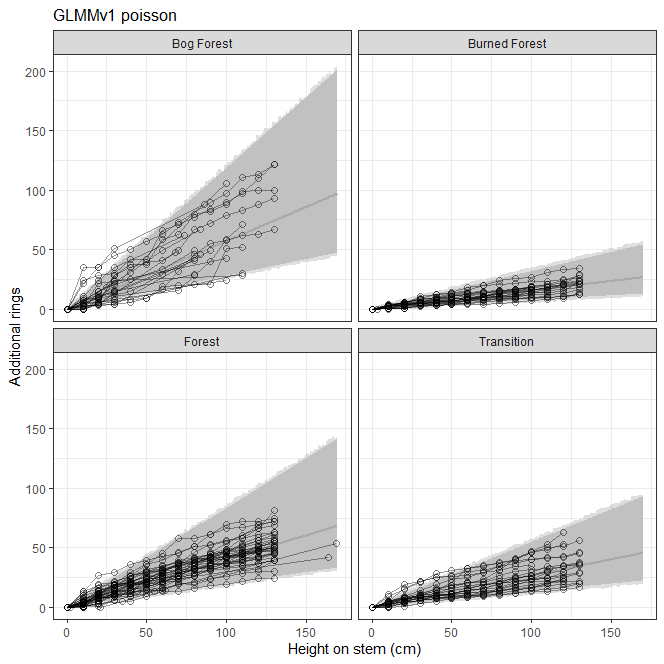 GLMMv1 poisson
Bog Forest
Burned Forest
200
150
100
50
0
Forest
Transition
200
150
100
50
0
0 50 100 150 0 50 100 150
Height on stem (cm)
Additional rings